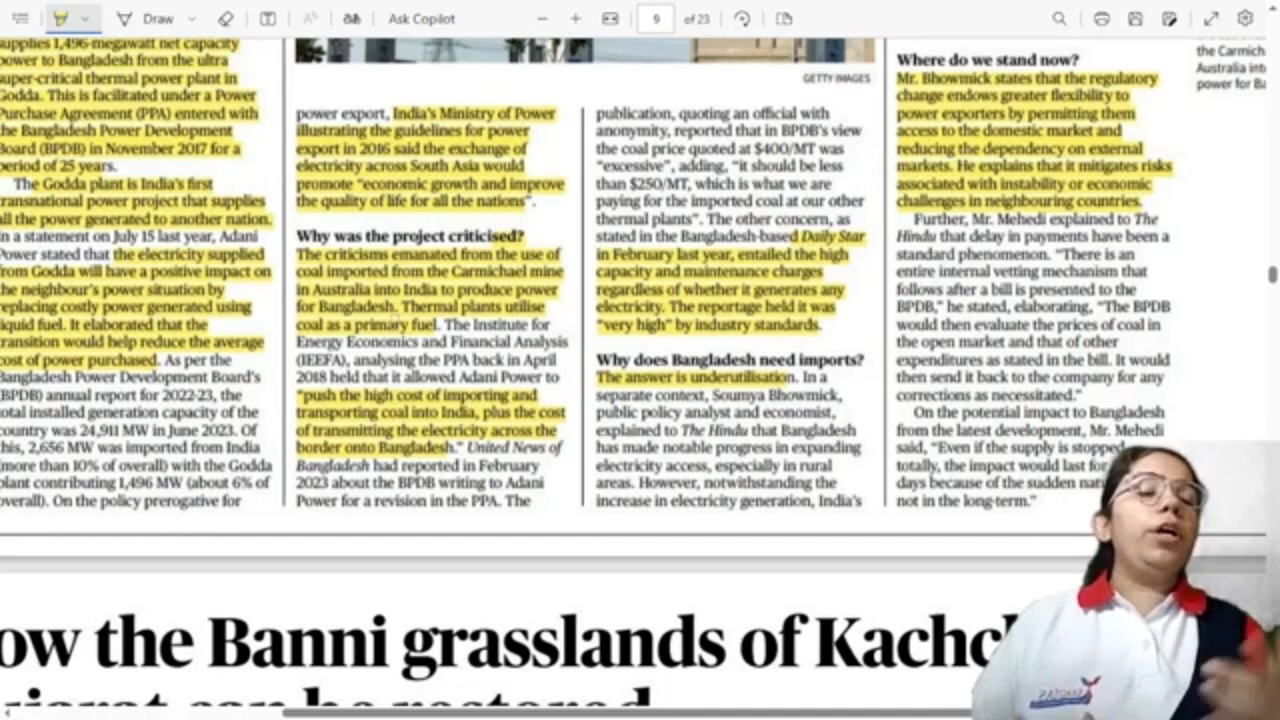 Draw
Ask Copilot
9
of 23
supplies 1,496-megawatt net capacity
power to Bangladesh from the ultra
super-critical thermal power plant in
Godda. This is facilitated under a Power
Purchase Agreement (PPA) entered with
the Bangladesh Power Development
Board (BPDB) in November 2017 for a
period of 25 years.
The Godda plant is India's first
transnational power project that supplies
all the power generated to another nation.
In a statement on July 15 last year, Adani
Power stated that the electricity supplied
from Godda will have a positive impact on
the neighbour's power situation by
replacing costly power generated using
liquid fuel. It elaborated that the
transition would help reduce the average
cost of power purchased. As per the
Bangladesh Power Development Board's
(BPDB) annual report for 2022-23, the
total installed generation capacity of the
country was 24,911 MW in June 2023. Of
this, 2,656 MW was imported from India
(more than 10% of overall) with the Godda
plant contributing 1,496 MW (about 6% of
overall). On the policy prerogative for
GETTY IMAGES
power export, India's Ministry of Power
illustrating the guidelines for power
export in 2016 said the exchange of
electricity across South Asia would
promote "economic growth and improve
the quality of life for all the nations".
Why was the project criticised?
The criticisms emanated from the use of
coal imported from the Carmichael mine
in Australia into India to produce power
for Bangladesh. Thermal plants utilise
coal as a primary fuel. The Institute for
Energy Economics and Financial Analysis
(IEEFA), analysing the PPA back in April
2018 held that it allowed Adani Power to
"push the high cost of importing and
transporting coal into India, plus the cost
of transmitting the electricity across the
border onto Bangladesh." United News of
Bangladesh had reported in February
2023 about the BPDB writing to Adani
Power for a revision in the PPA. The
publication, quoting an official with
anonymity, reported that in BPDB's view
the coal price quoted at $400/MT was
"excessive", adding, "it should be less
than $250/MT, which is what we are
paying for the imported coal at our other
thermal plants". The other concern, as
stated in the Bangladesh-based Daily Star
in February last year, entailed the high
capacity and maintenance charges
regardless of whether it generates any
electricity. The reportage held it was
"very high" by industry standards.
Why does Bangladesh need imports?
The answer is underutilisation. In a
separate context, Soumya Bhowmick,
public policy analyst and economist,
explained to The Hindu that Bangladesh
has made notable progress in expanding
electricity access, especially in rural
areas. However, notwithstanding the
increase in electricity generation, India's
Where do we stand now?
Mr. Bhowmick states that the regulatory
change endows greater flexibility to
power exporters by permitting them
access to the domestic market and
reducing the dependency on external
markets. He explains that it mitigates risks
associated with instability or economic
challenges in neighbouring countries.
Further, Mr. Mehedi explained to The
Hindu that delay in payments have been a
standard phenomenon. "There is an
entire internal vetting mechanism that
follows after a bill is presented to the
BPDB," he stated, elaborating, "The BPDB
would then evaluate the prices of coal in
the open market and that of other
expenditures as stated in the bill. It would
then send it back to the company for any
corrections as necessitated."
On the potential impact to Bangladesh
from the latest development, Mr. Mehedi
said, "Even if the supply is stopped
totally, the impact would last for
days because of the sudden
not in the long-term."
the Carmich
Australia int
power for Ba
ow the Banni grasslands of Kachch
ujarat can be restored